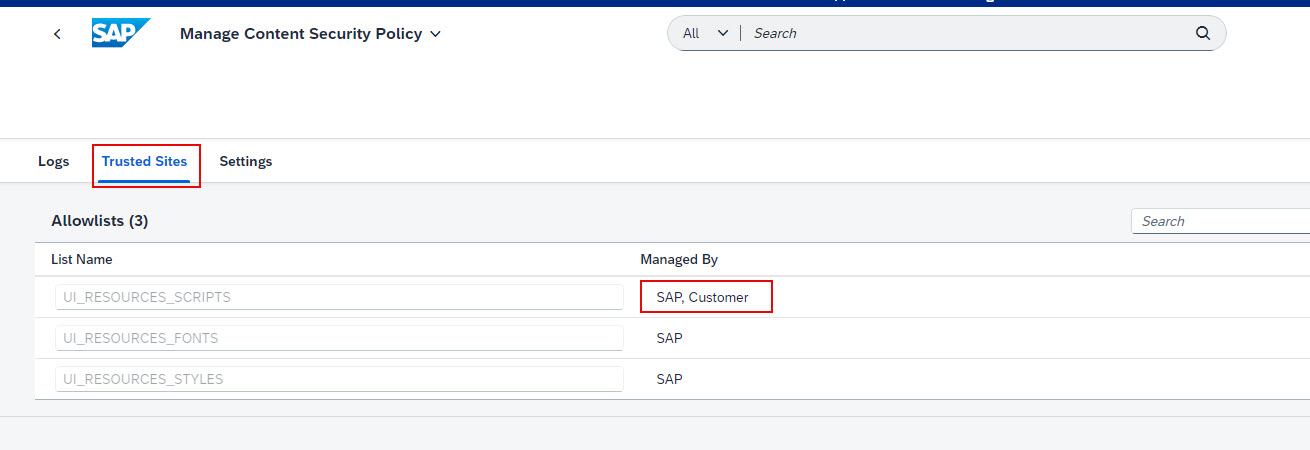 SAP Manage Content Security Policy All Search
Logs Trusted Sites Settings
Allowlists (3) Search
List Name Managed By
UI_RESOURCES_SCRIPTS SAP, Customer
UI_RESOURCES_FONTS SAP
UI_RESOURCES_STYLES SAP